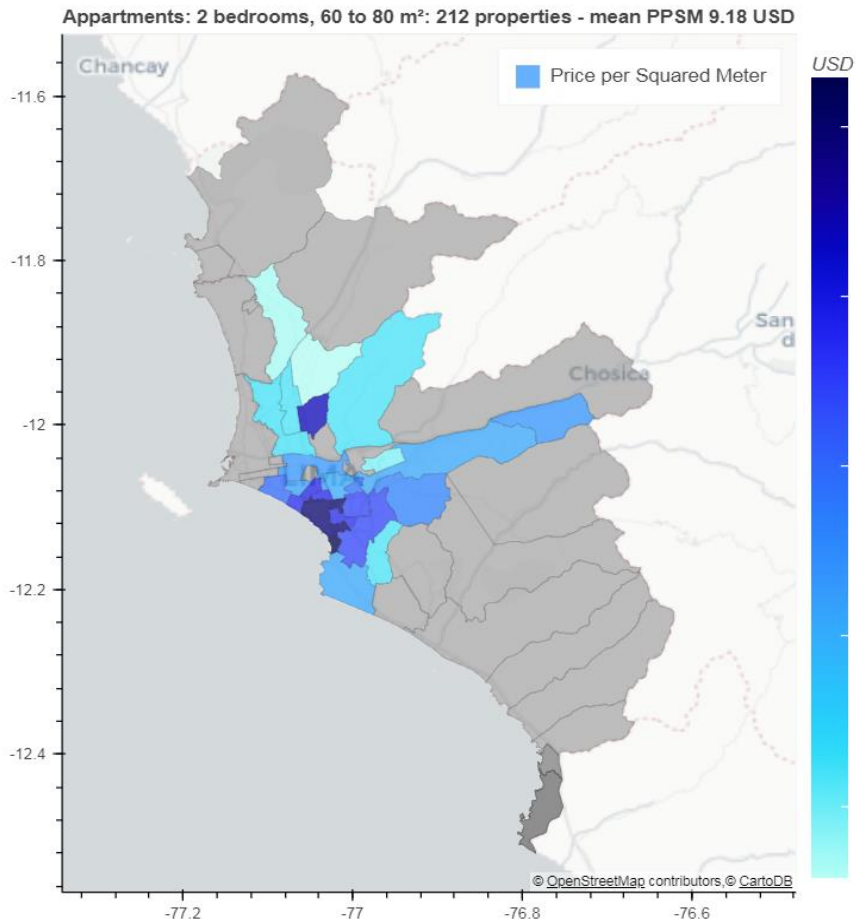 Appartments: 2 bedrooms, 60 to 80 m²: 212 properties - mean PPSM 9.18 USD
Chancay
Price per Squared Meter
USD
-11.6
-11.8
San
d
Chosica
-12
-12.2
-12.4
© OpenStreetMap contributors,© CartoDB
-77.2
-77
-76.8
-76.6